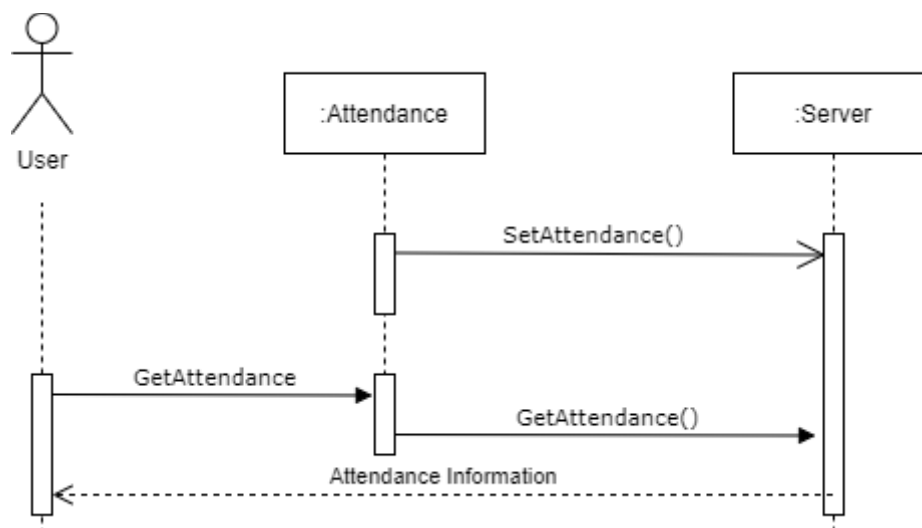 User
:Attendance
:Server
SetAttendance()
GetAttendance
GetAttendance()
Attendance Information